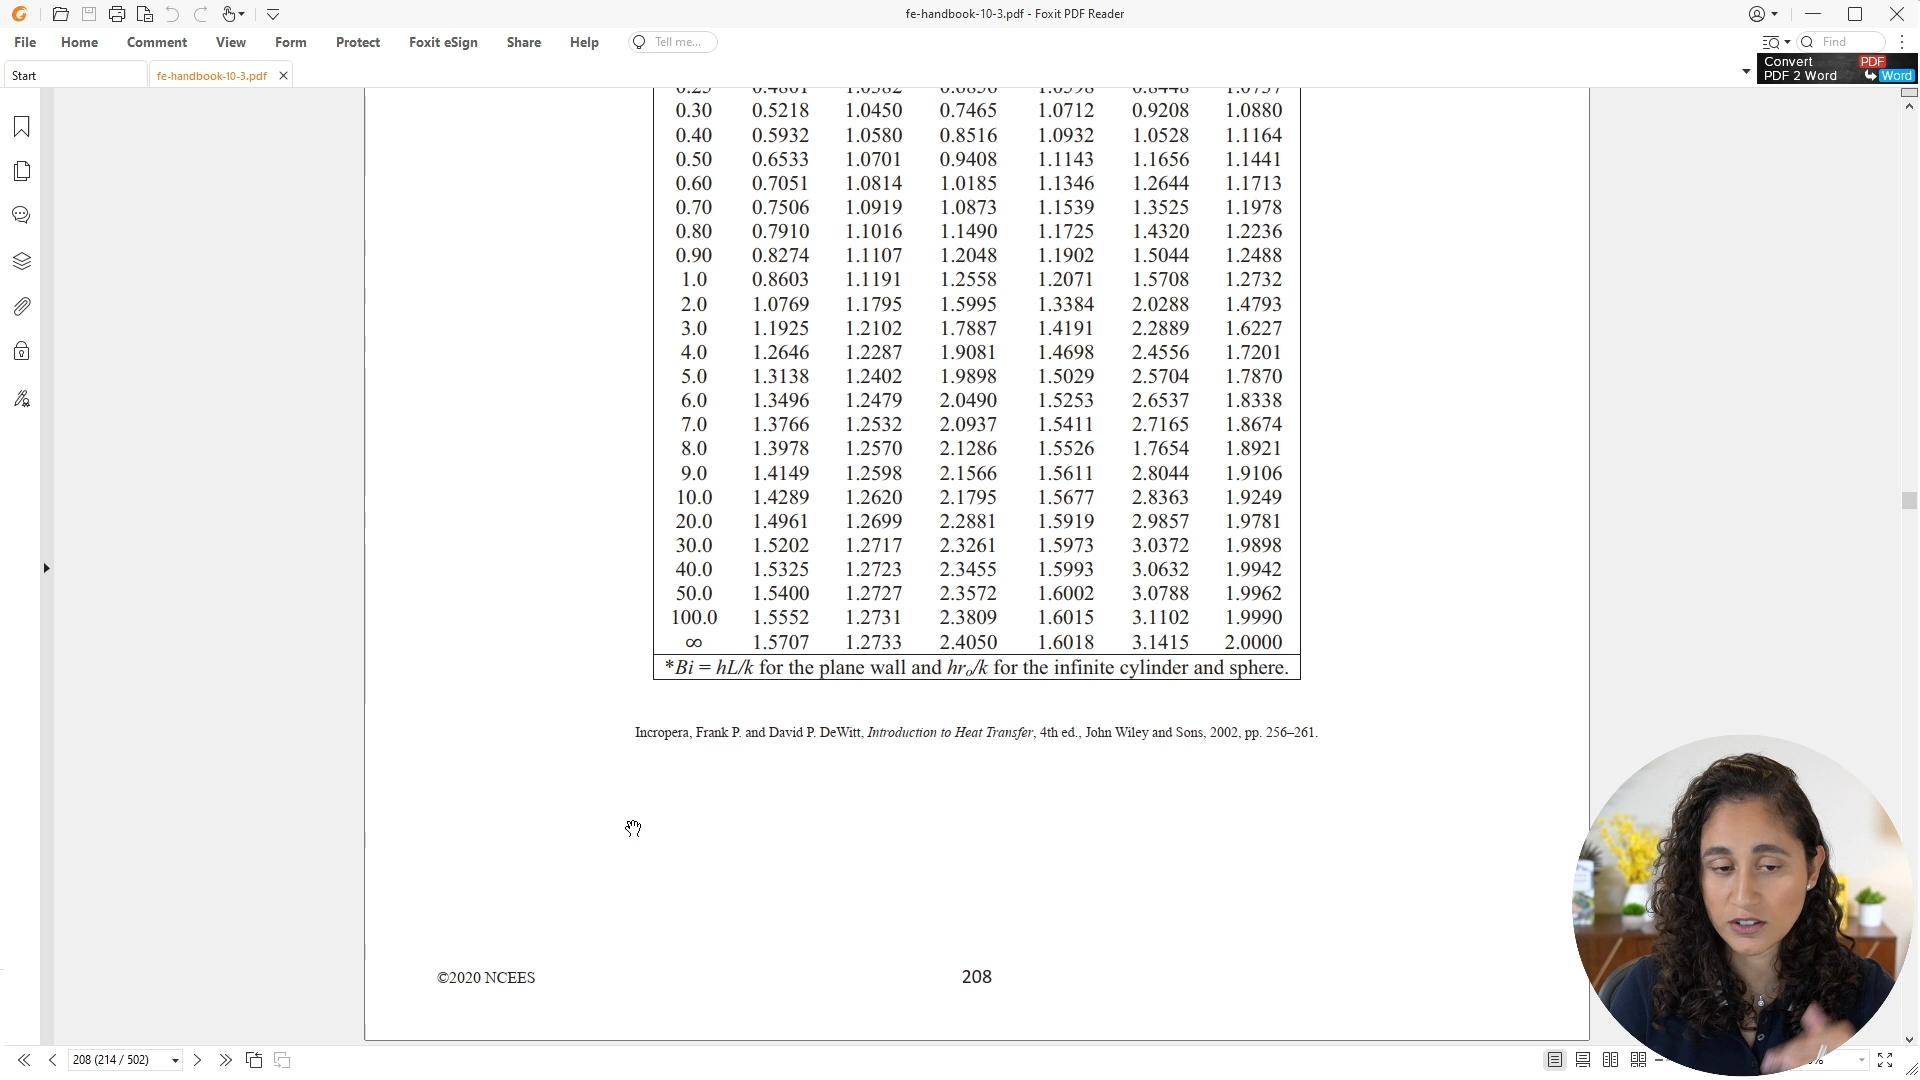 fe-handbook-10-3.pdf - Foxit PDF Reader
File Home Comment View Form Protect Foxit eSign Share Help Tell me... Find
Start fe-handbook-10-3.pdf
Convert PDF
PDF 2 Word Word
0.30 0.5218 1.0450 0.7465 1.0712 0.9208 1.0880
0.40 0.5932 1.0580 0.8516 1.0932 1.0528 1.1164
0.50 0.6533 1.0701 0.9408 1.1143 1.1656 1.1441
0.60 0.7051 1.0814 1.0185 1.1346 1.2644 1.1713
0.70 0.7506 1.0919 1.0873 1.1539 1.3525 1.1978
0.80 0.7910 1.1016 1.1490 1.1725 1.4320 1.2236
0.90 0.8274 1.1107 1.2048 1.1902 1.5044 1.2488
1.0 0.8603 1.1191 1.2558 1.2071 1.5708 1.2732
2.0 1.0769 1.1795 1.5995 1.3384 2.0288 1.4793
3.0 1.1925 1.2102 1.7887 1.4191 2.2889 1.6227
4.0 1.2646 1.2287 1.9081 1.4698 2.4556 1.7201
5.0 1.3138 1.2402 1.9898 1.5029 2.5704 1.7870
6.0 1.3496 1.2479 2.0490 1.5253 2.6537 1.8338
7.0 1.3766 1.2532 2.0937 1.5411 2.7165 1.8674
8.0 1.3978 1.2570 2.1286 1.5526 1.7654 1.8921
9.0 1.4149 1.2598 2.1566 1.5611 2.8044 1.9106
10.0 1.4289 1.2620 2.1795 1.5677 2.8363 1.9249
20.0 1.4961 1.2699 2.2881 1.5919 2.9857 1.9781
30.0 1.5202 1.2717 2.3261 1.5973 3.0372 1.9898
40.0 1.5325 1.2723 2.3455 1.5993 3.0632 1.9942
50.0 1.5400 1.2727 2.3572 1.6002 3.0788 1.9962
100.0 1.5552 1.2731 2.3809 1.6015 3.1102 1.9990
∞ 1.5707 1.2733 2.4050 1.6018 3.1415 2.0000
*Bi = hL/k for the plane wall and hrₒ/k for the infinite cylinder and sphere.
Incropera, Frank P. and David P. DeWitt, Introduction to Heat Transfer, 4th ed., John Wiley and Sons, 2002, pp. 256–261.
©2020 NCEES 208
208 (214 / 502)